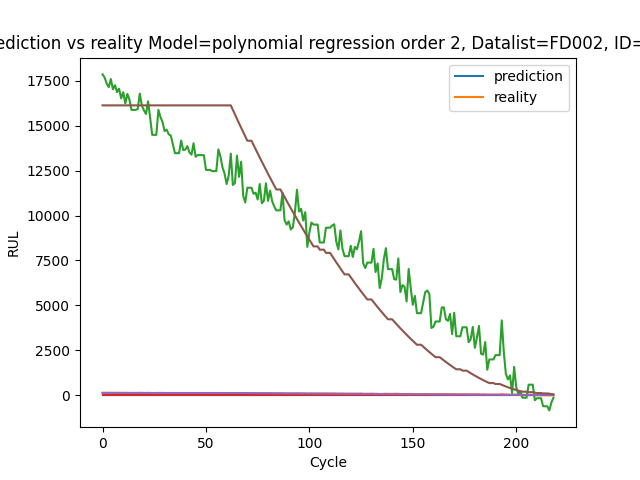 ediction vs reality Model=polynomial regression order 2, Datalist=FD002, ID=
prediction
reality
17500
15000
12500
10000
7500
5000
2500
0
RUL
0 50 100 150 200
Cycle